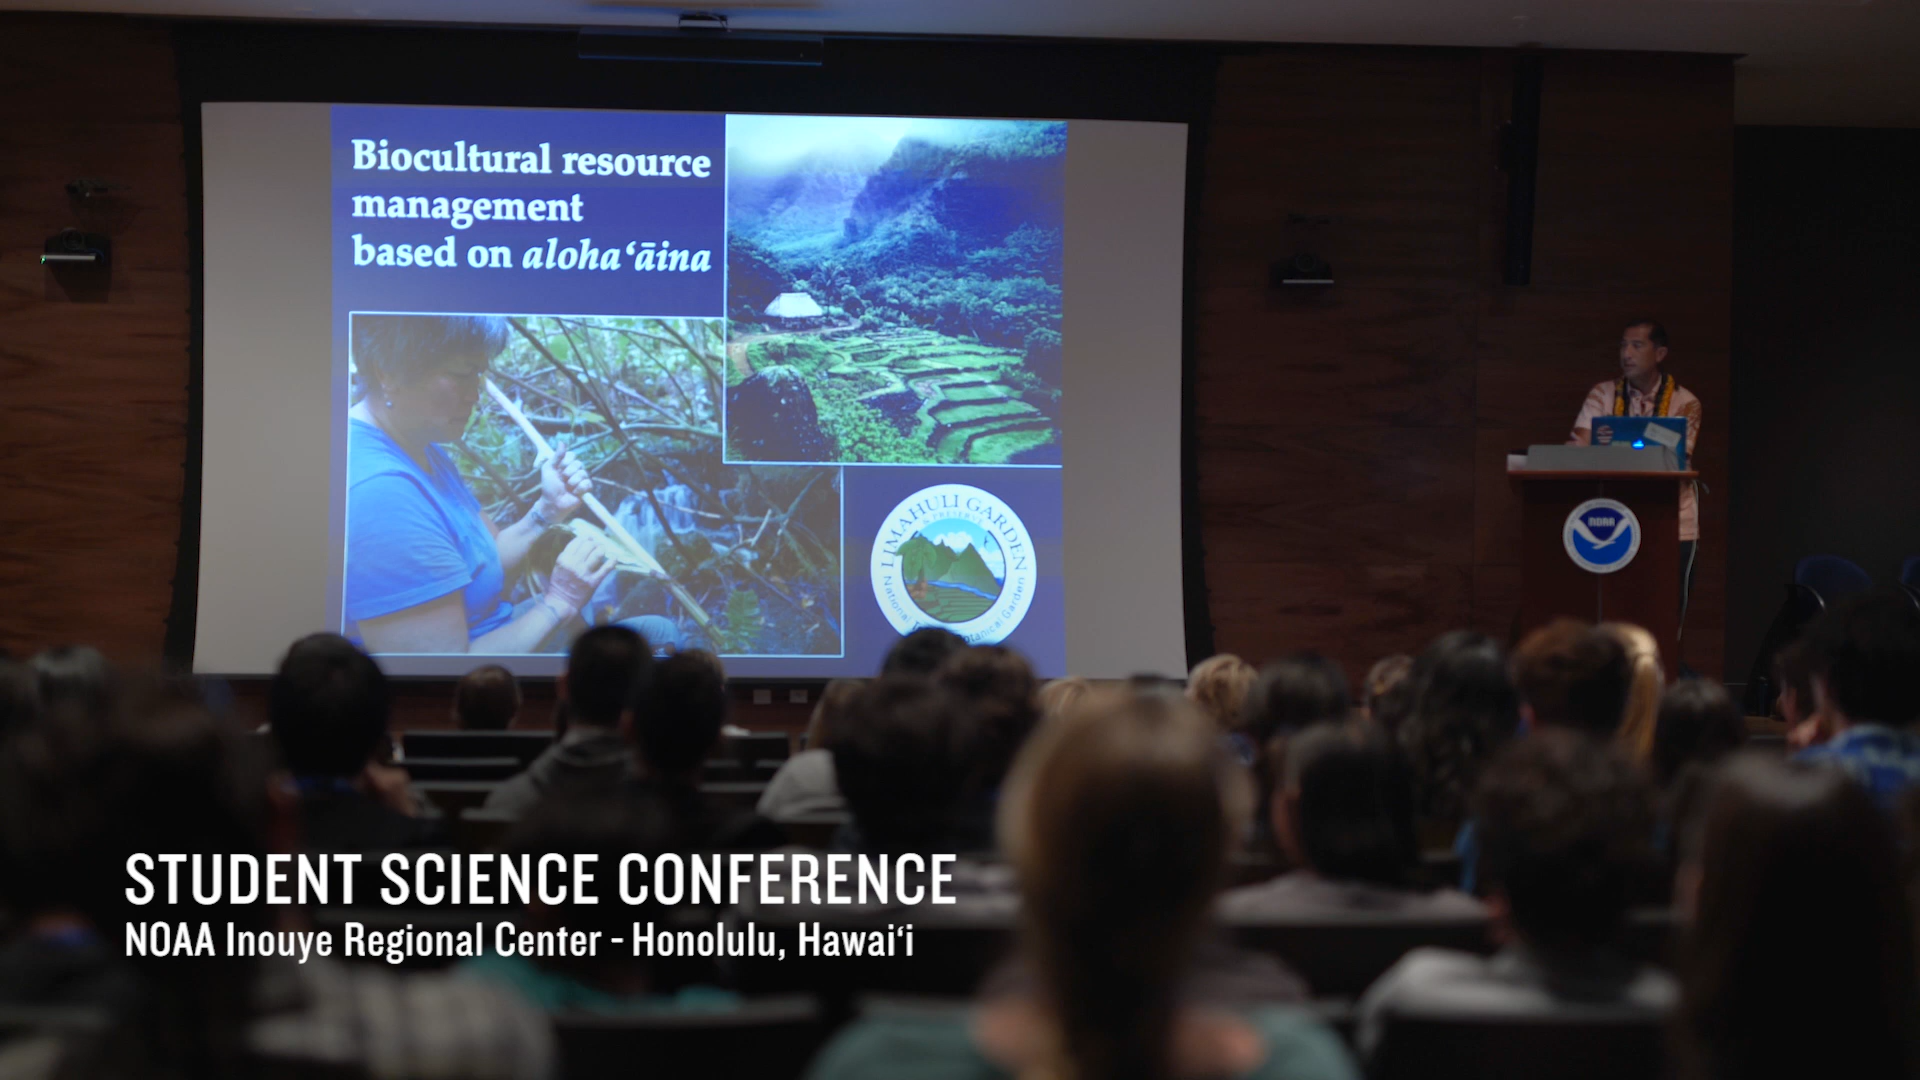 Biocultural resource
management
based on aloha ʻāina
LIMAHULI GARDEN
& PRESERVE
National Botanical Garden
NOAA
STUDENT SCIENCE CONFERENCE
NOAA Inouye Regional Center - Honolulu, Hawaiʻi